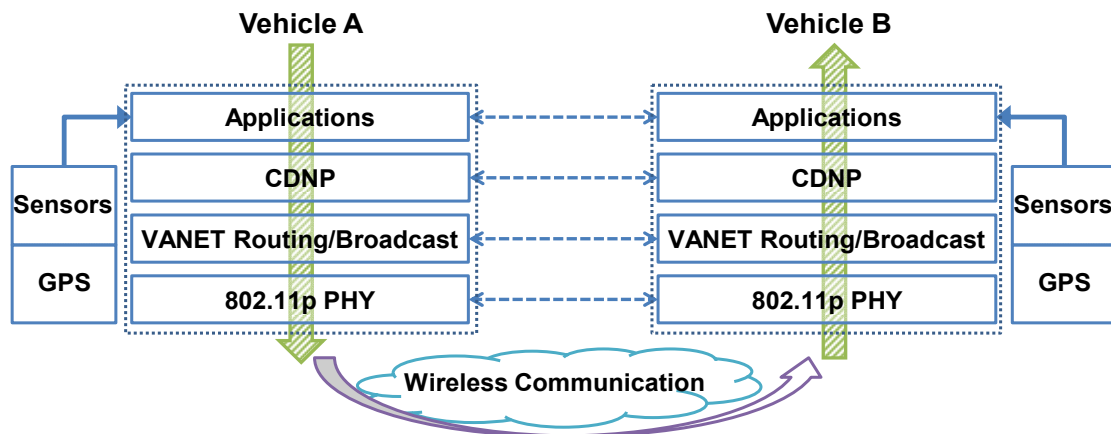 Vehicle A
Vehicle B
Applications
Applications
CDNP
CDNP
Sensors
Sensors
VANET Routing/Broadcast
VANET Routing/Broadcast
GPS
GPS
802.11p PHY
802.11p PHY
Wireless Communication